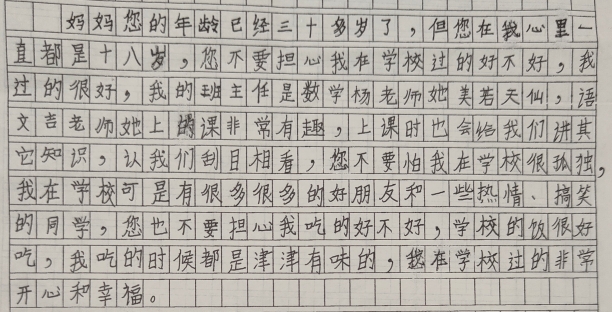 妈妈您的年龄已经三十多岁了，但您在我心里一
直都是十八岁，您不要担心我在学校过的好不好，我
过的很好，我的班主任是数学杨老师她美若天仙，语
文吉老师她上的课非常有趣，上课时也会给我们讲其
它知识，让我们刮目相看，您不要怕我在学校很孤独，
我在学校可是有很多很多的好朋友和一些热情、搞笑
的同学，您也不要担心我吃的好不好，学校的饭很好
吃，我吃的时候都是津津有味的，我在学校过的非常
开心和幸福。